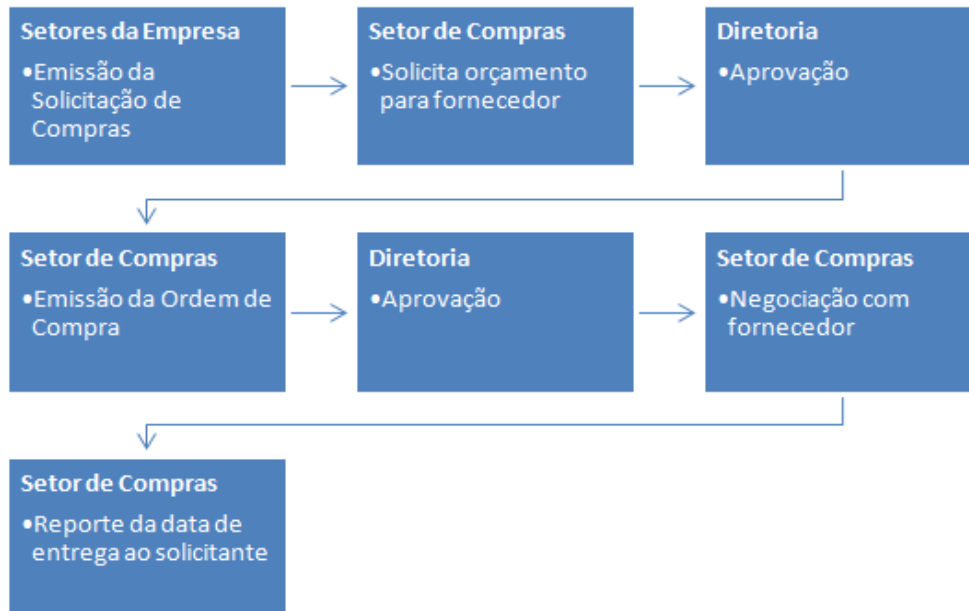 Setores da Empresa
•Emissão da
Solicitação de
Compras
Setor de Compras
•Solicita orçamento
para fornecedor
Diretoria
•Aprovação
Setor de Compras
•Emissão da Ordem de
Compra
Diretoria
•Aprovação
Setor de Compras
•Negociação com
fornecedor
Setor de Compras
•Reporte da data de
entrega ao solicitante